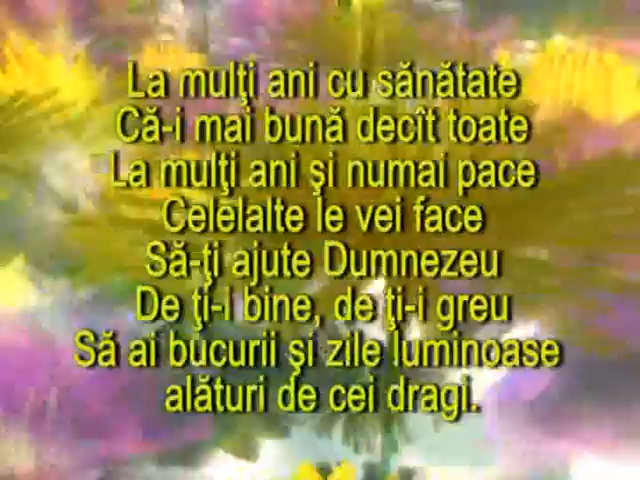 La mulţi ani cu sănătate
Că-i mai bună decît toate
La mulţi ani şi numai pace
Celelalte le vei face
Să-ţi ajute Dumnezeu
De ţi-i bine, de ţi-i greu
Să ai bucurii şi zile luminoase
alături de cei dragi.